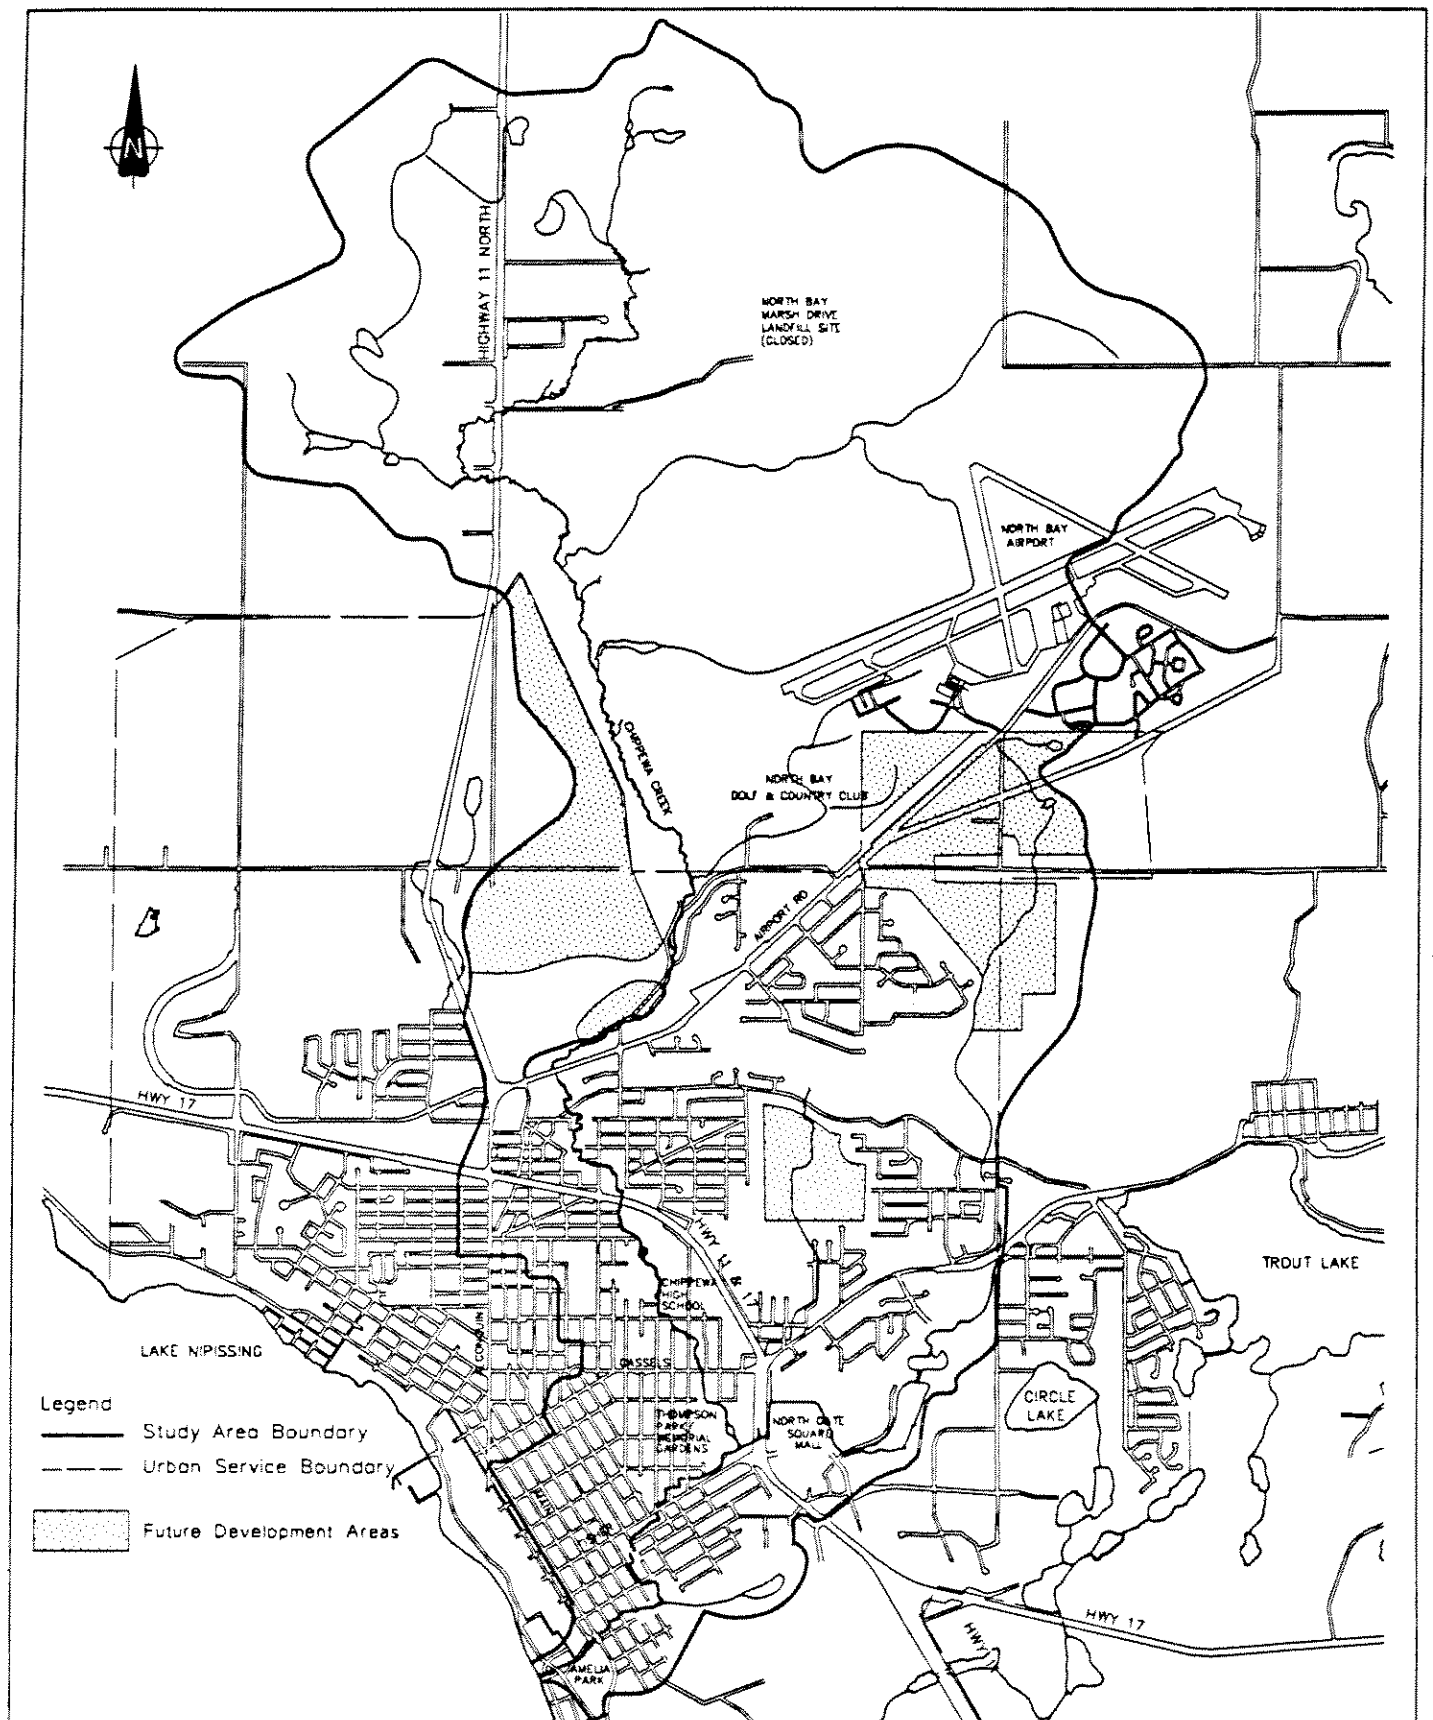 N
HIGHWAY 11 NORTH
NORTH BAY
MARSH DRIVE
LANDFILL SITE
(CLOSED)
NORTH BAY
AIRPORT
CHIPPEWA CREEK
NORTH BAY
GOLF & COUNTRY CLUB
AIRPORT RD
HWY 17
HWY 11 & 17
CHIPPEWA
HIGH
SCHOOL
TROUT LAKE
LAKE NIPISSING
ALGONQUIN
CASSELS
CIRCLE
LAKE
Legend
Study Area Boundary
Urban Service Boundary
Future Development Areas
THOMPSON
PARK/
MEMORIAL
GARDENS
NORTH GATE
SQUARE
MALL
HWY 17
HWY
AMELIA
PARK